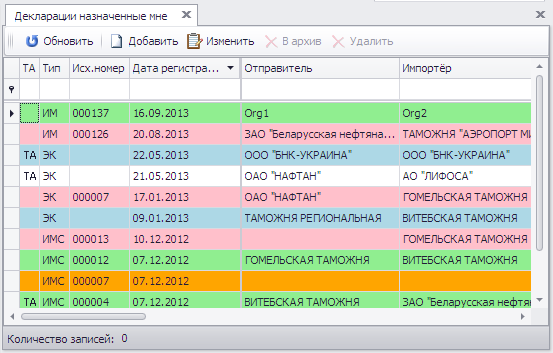 Декларации назначенные мне
Обновить Добавить Изменить В архив Удалить
ТА Тип Исх.номер Дата регистра... Отправитель Импортёр
ИМ 000137 16.09.2013 Org1 Org2
ИМ 000126 20.08.2013 ЗАО "Беларусская нефтяна... ТАМОЖНЯ "АЭРОПОРТ МИ
ТА ЭК 22.05.2013 ООО "БНК-УКРАИНА" ООО "БНК-УКРАИНА"
ТА ЭК 21.05.2013 ОАО "НАФТАН" АО "ЛИФОСА"
ЭК 000007 17.01.2013 ОАО "НАФТАН" ГОМЕЛЬСКАЯ ТАМОЖНЯ
ЭК 09.01.2013 ТАМОЖНЯ РЕГИОНАЛЬНАЯ ВИТЕБСКАЯ ТАМОЖНЯ
ИМС 000013 10.12.2012 ГОМЕЛЬСКАЯ ТАМОЖНЯ
ИМС 000012 07.12.2012 ГОМЕЛЬСКАЯ ТАМОЖНЯ ВИТЕБСКАЯ ТАМОЖНЯ
ИМС 000007 07.12.2012
ТА ИМС 000004 07.12.2012 ВИТЕБСКАЯ ТАМОЖНЯ ЗАО "Беларусская нефтян
Количество записей: 0